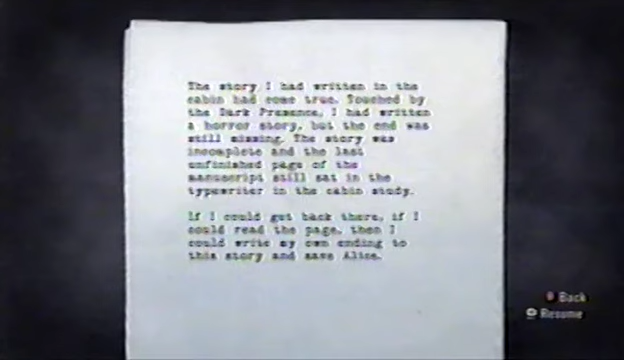 The story I had written in the
cabin had come true. Touched by
the Dark Presence, I had written
a horror story, but the end was
still missing. The story was
incomplete and the last
unfinished page of the
manuscript still sat in the
typewriter in the cabin study.
If I could get back there, if I
could read the page, then I
could write my own ending to
this story and save Alice.
Back
Resume